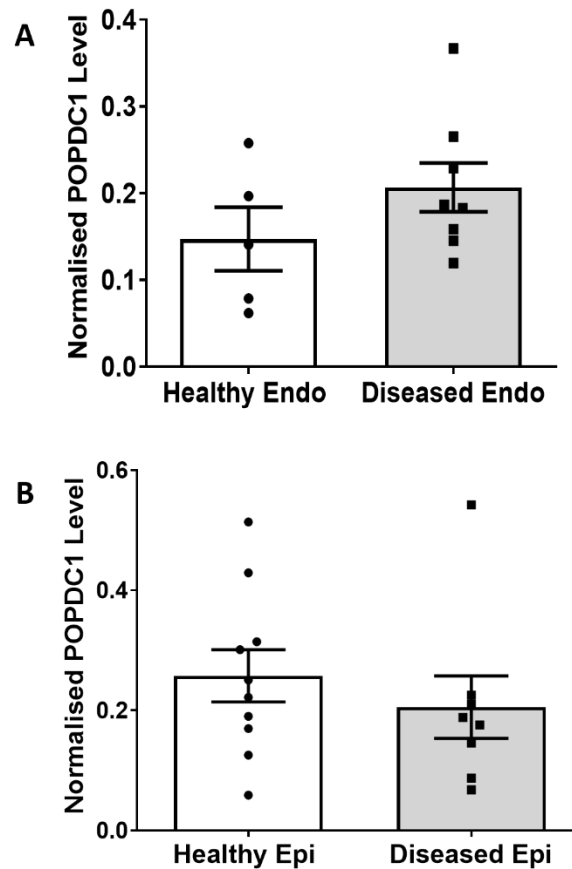 A
Normalised POPDC1 Level
0.4
0.3
0.2
0.1
0.0
Healthy Endo
Diseased Endo
B
Normalised POPDC1 Level
0.6
0.4
0.2
0.0
Healthy Epi
Diseased Epi